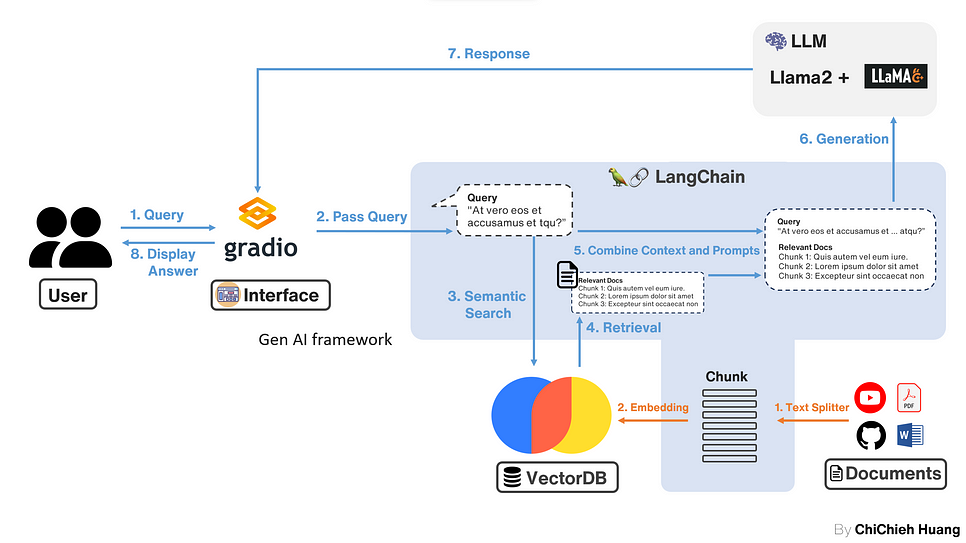 7. Response
LLM
Llama2 +
LLaMA
6. Generation
LangChain
Query
"At vero eos et
accusamus et tqu?"
1. Query
gradio
2. Pass Query
8. Display
Answer
User
Interface
Gen AI framework
3. Semantic
Search
5. Combine Context and Prompts
Relevant Docs
Chunk 1: Quis autem vel eum iure.
Chunk 2: Lorem ipsum dolor sit amet
Chunk 3: Excepteur sint occaecat non
4. Retrieval
Query
"At vero eos et accusamus et ... atqu?"
Relevant Docs
Chunk 1: Quis autem vel eum iure.
Chunk 2: Lorem ipsum dolor sit amet
Chunk 3: Excepteur sint occaecat non
Chunk
2. Embedding
1. Text Splitter
PDF
W
VectorDB
Documents
By ChiChieh Huang